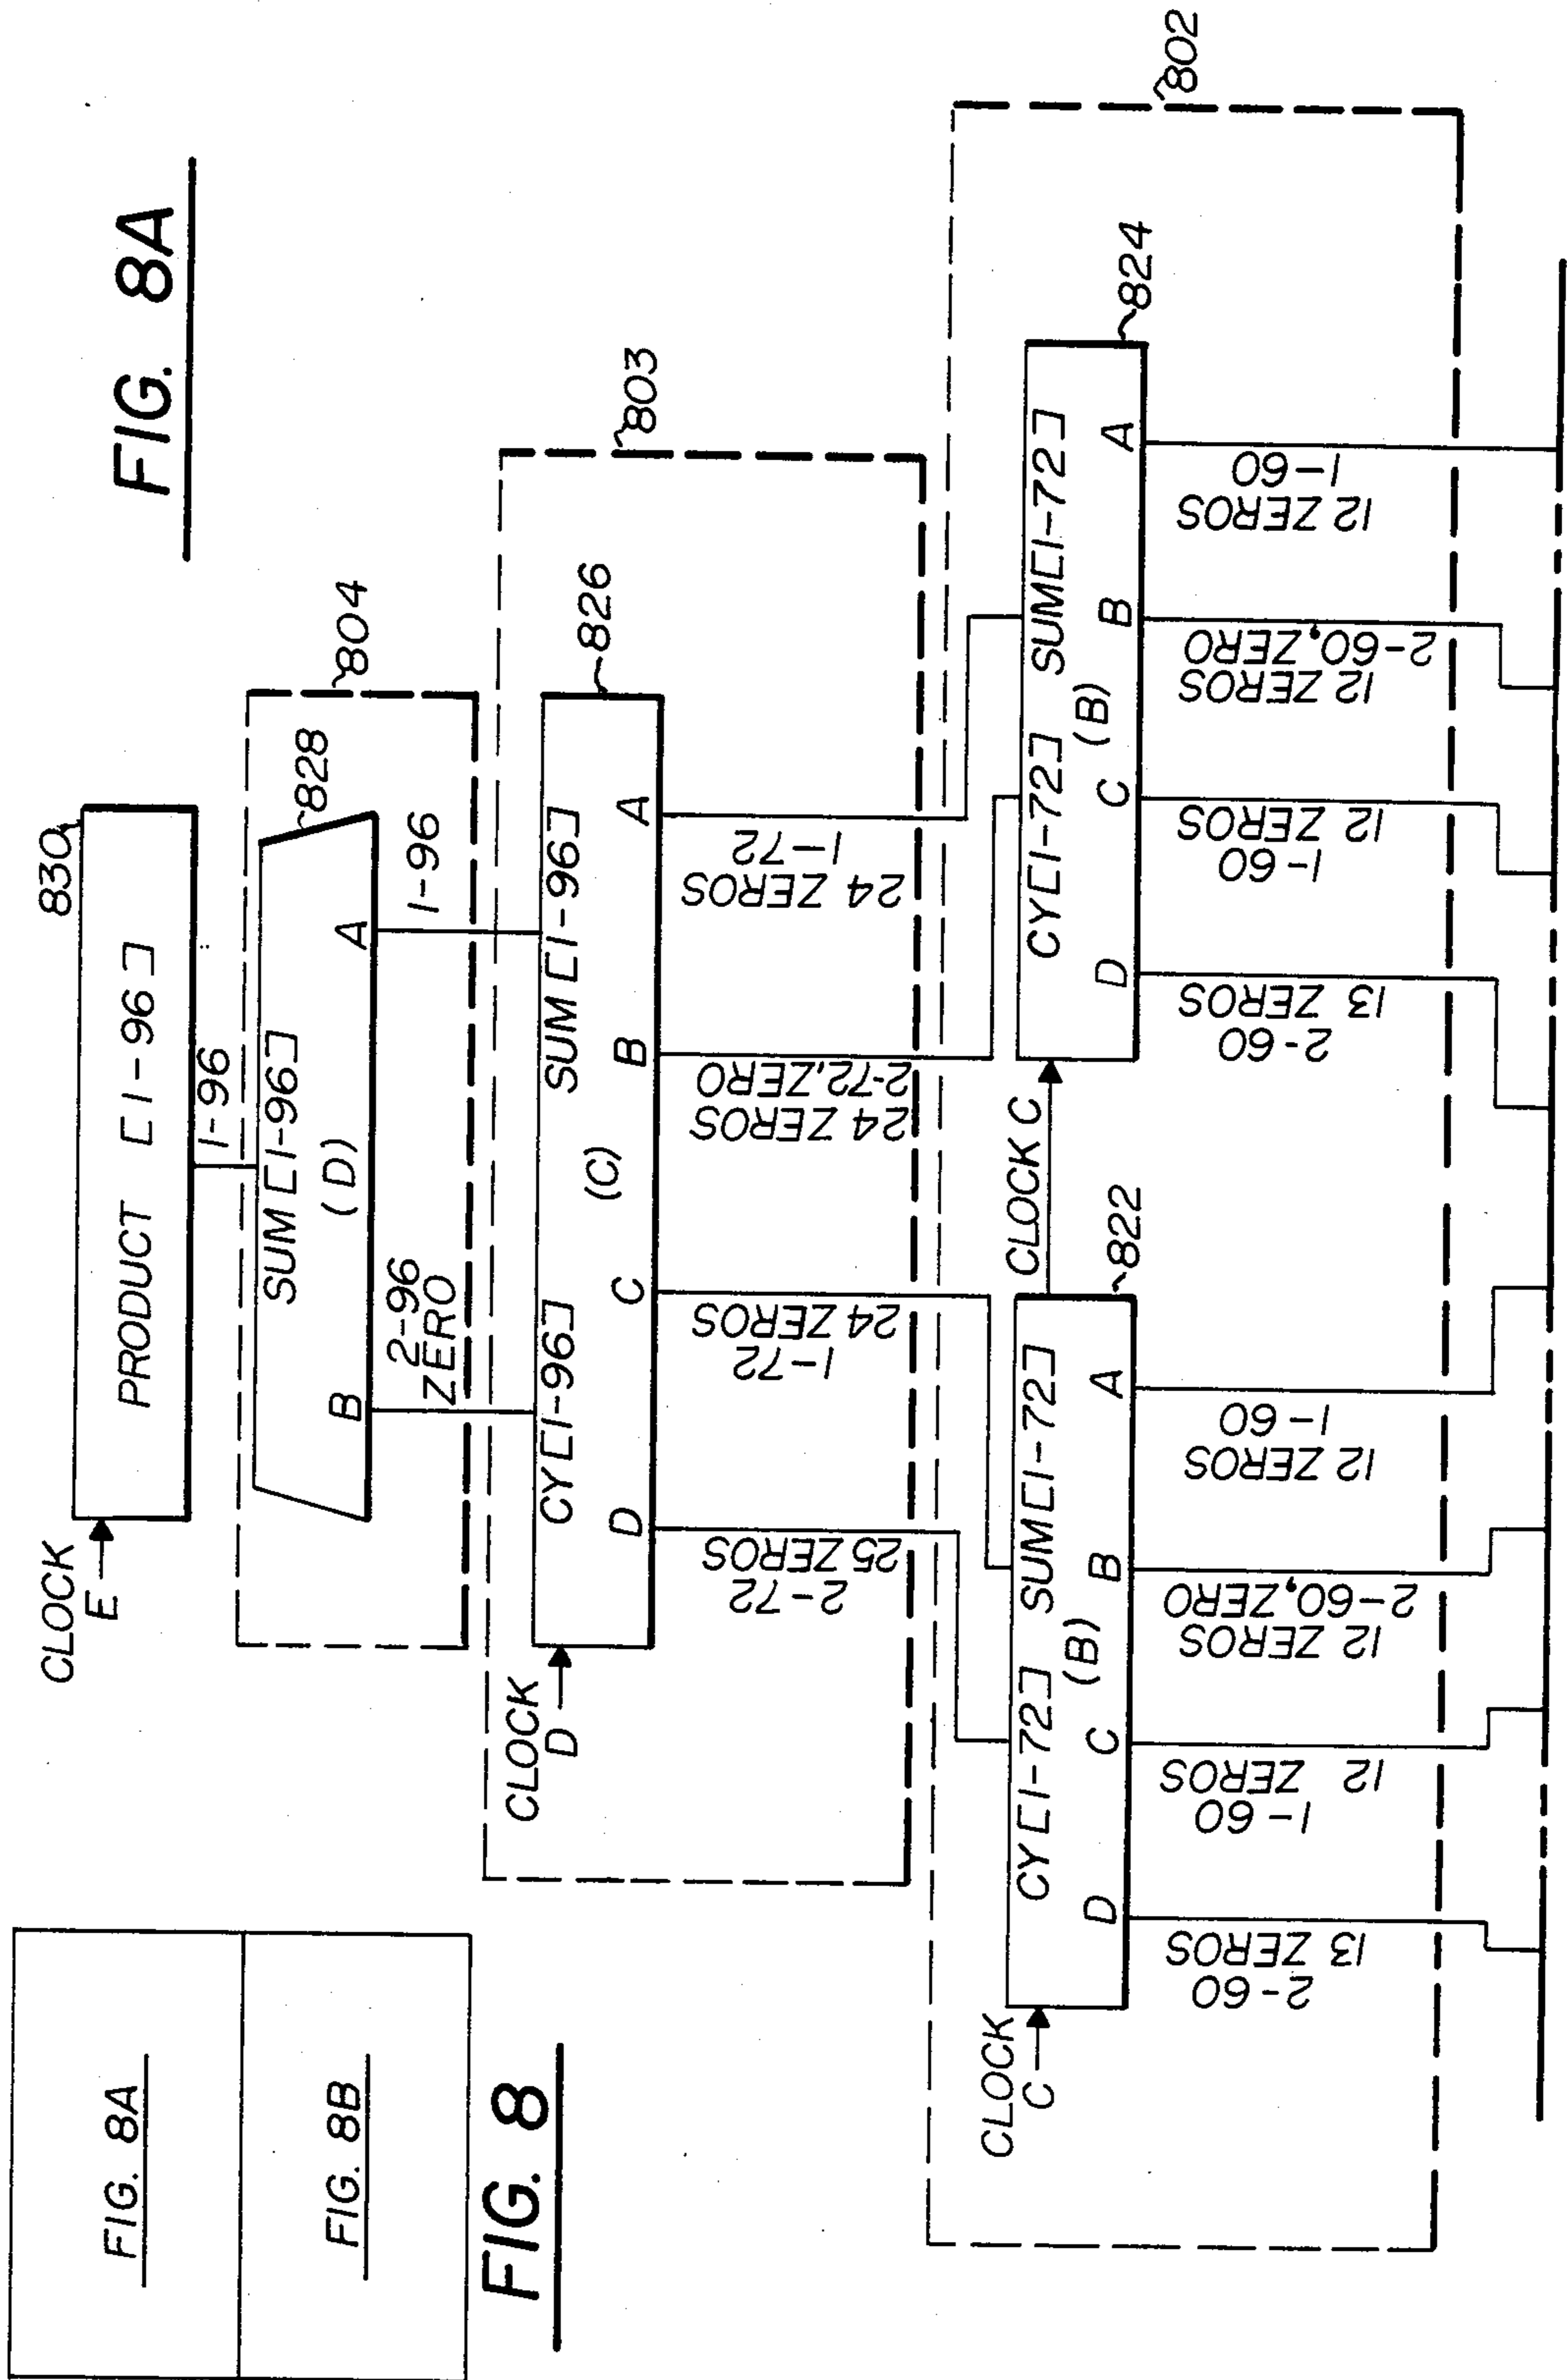 FIG. 8A
FIG. 8B
FIG. 8
FIG. 8A
830
CLOCK
E
PRODUCT [1-96]
1-96
804
828
SUM [1-96]
(D)
B
A
2-96
ZERO
1-96
803
826
CLOCK
D
CY[1-96]
SUM [1-96]
(C)
D
C
B
A
2-72
25 ZEROS
1-72
24 ZEROS
24 ZEROS
2-72, ZERO
24 ZEROS
1-72
802
CLOCK
C
822
CY[1-72]
SUM[1-72]
(B)
D
C
B
A
CLOCK C
824
CY[1-72]
SUM[1-72]
(B)
D
C
B
A
2-60
13 ZEROS
1-60
12 ZEROS
12 ZEROS
2-60, ZERO
12 ZEROS
1-60
2-60
13 ZEROS
1-60
12 ZEROS
12 ZEROS
2-60, ZERO
12 ZEROS
1-60